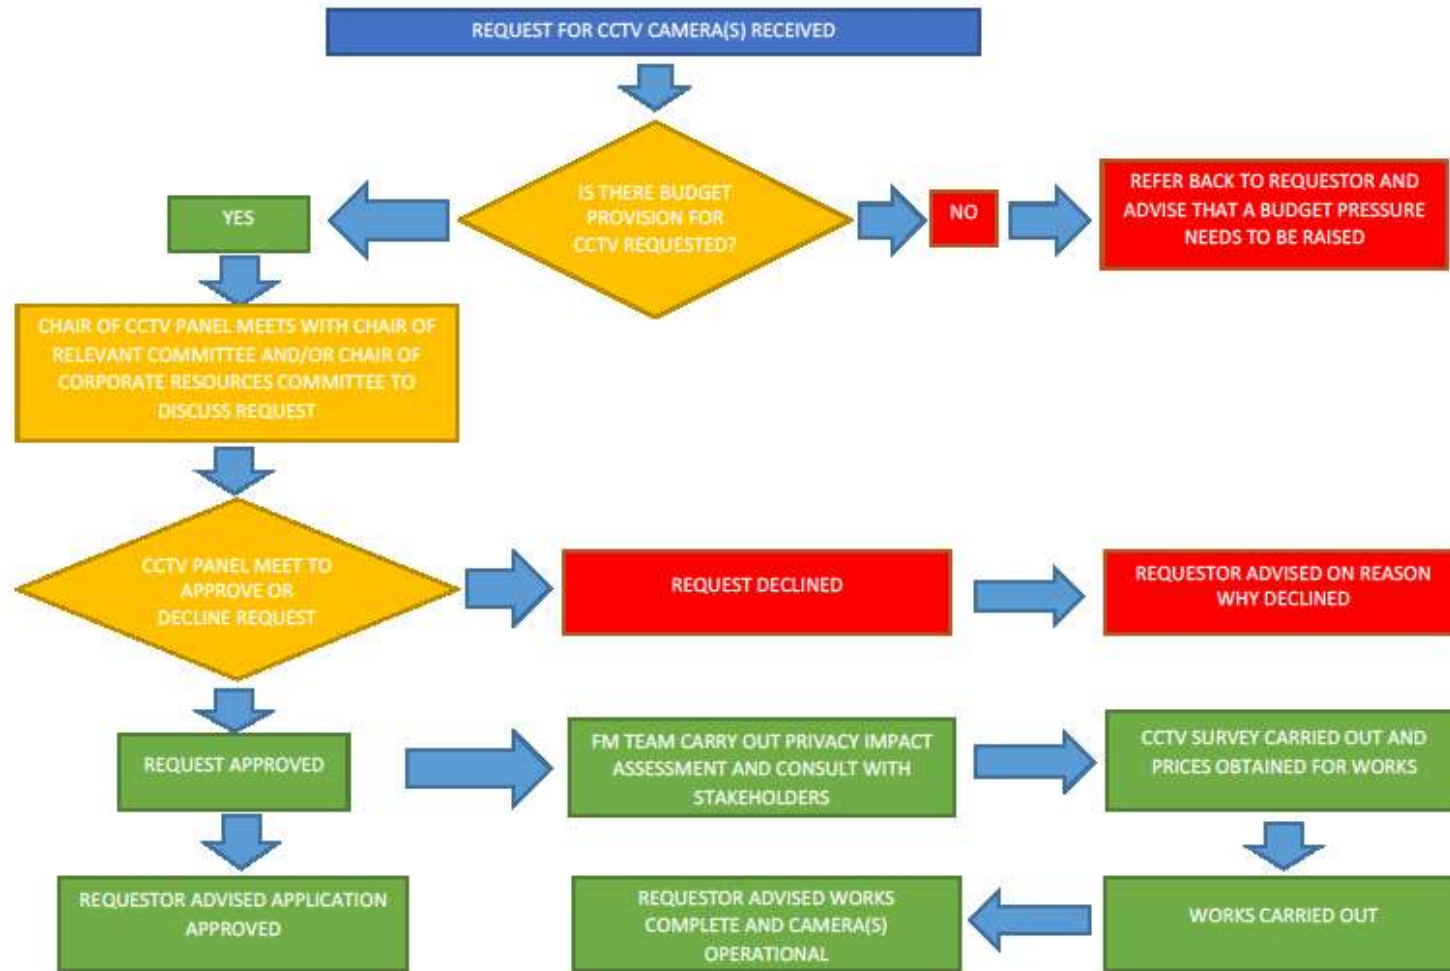 REQUEST FOR CCTV CAMERA(S) RECEIVED
IS THERE BUDGET
PROVISION FOR
CCTV REQUESTED?
YES
NO
REFER BACK TO REQUESTOR AND
ADVISE THAT A BUDGET PRESSURE
NEEDS TO BE RAISED
CHAIR OF CCTV PANEL MEETS WITH CHAIR OF
RELEVANT COMMITTEE AND/OR CHAIR OF
CORPORATE RESOURCES COMMITTEE TO
DISCUSS REQUEST
CCTV PANEL MEET TO
APPROVE OR
DECLINE REQUEST
REQUEST DECLINED
REQUESTOR ADVISED ON REASON
WHY DECLINED
REQUEST APPROVED
FM TEAM CARRY OUT PRIVACY IMPACT
ASSESSMENT AND CONSULT WITH
STAKEHOLDERS
CCTV SURVEY CARRIED OUT AND
PRICES OBTAINED FOR WORKS
REQUESTOR ADVISED APPLICATION
APPROVED
REQUESTOR ADVISED WORKS
COMPLETE AND CAMERA(S)
OPERATIONAL
WORKS CARRIED OUT